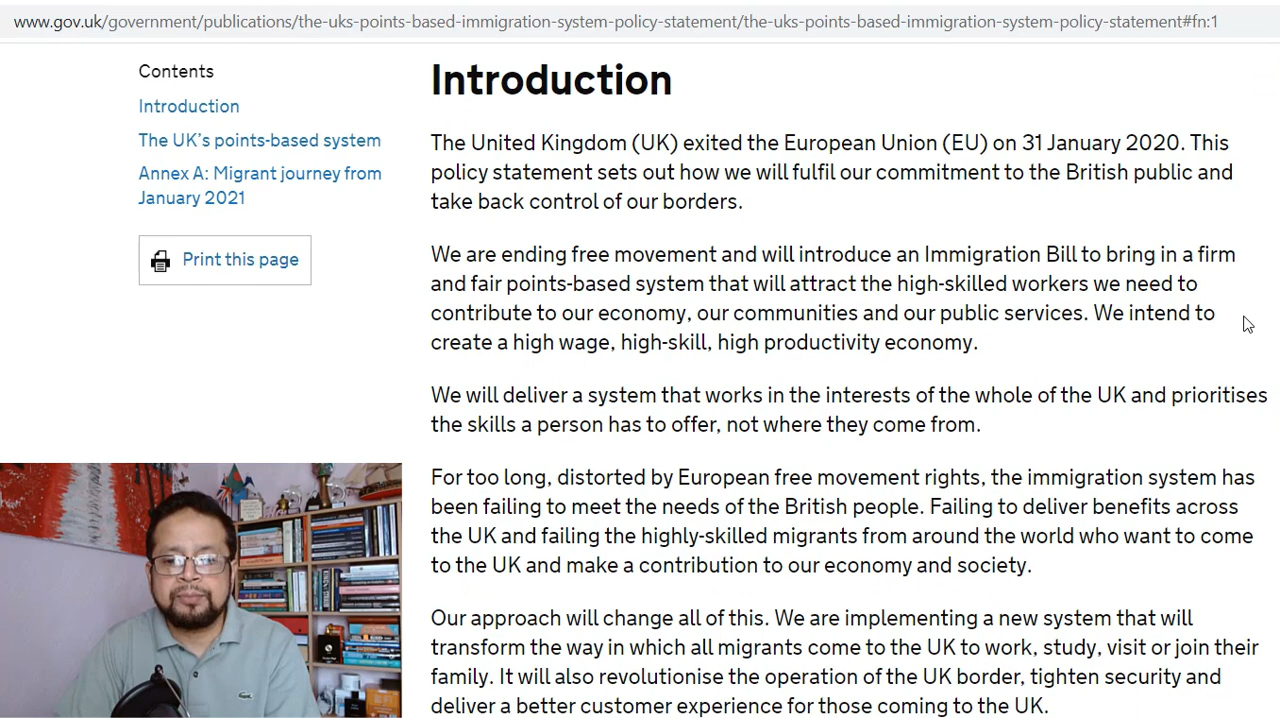 www.gov.uk/government/publications/the-uks-points-based-immigration-system-policy-statement/the-uks-points-based-immigration-system-policy-statement#fn:1
Contents
Introduction
The UK's points-based system
Annex A: Migrant journey from
January 2021
Print this page
Introduction
The United Kingdom (UK) exited the European Union (EU) on 31 January 2020. This
policy statement sets out how we will fulfil our commitment to the British public and
take back control of our borders.
We are ending free movement and will introduce an Immigration Bill to bring in a firm
and fair points-based system that will attract the high-skilled workers we need to
contribute to our economy, our communities and our public services. We intend to
create a high wage, high-skill, high productivity economy.
We will deliver a system that works in the interests of the whole of the UK and prioritises
the skills a person has to offer, not where they come from.
For too long, distorted by European free movement rights, the immigration system has
been failing to meet the needs of the British people. Failing to deliver benefits across
the UK and failing the highly-skilled migrants from around the world who want to come
to the UK and make a contribution to our economy and society.
Our approach will change all of this. We are implementing a new system that will
transform the way in which all migrants come to the UK to work, study, visit or join their
family. It will also revolutionise the operation of the UK border, tighten security and
deliver a better customer experience for those coming to the UK.